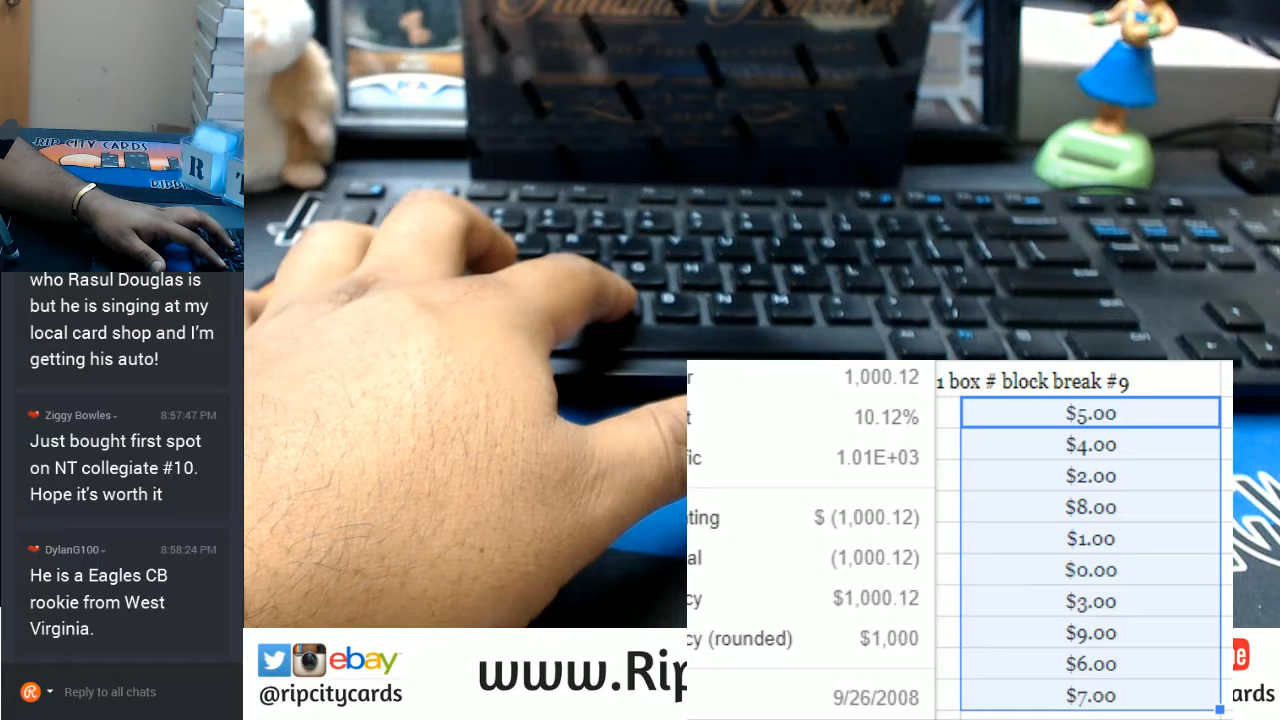 RIP CITY CARDS
R
who Rasul Douglas is
but he is singing at my
local card shop and I'm
getting his auto!
Ziggy Bowles
8:57:47 PM
Just bought first spot
on NT collegiate #10.
Hope it's worth it
DylanG100
8:58:24 PM
He is a Eagles CB
rookie from West
Virginia.
Reply to all chats
ebay
@ripcitycards
www.Rip
1,000.12
10.12%
1.01E+03
$ (1,000.12)
(1,000.12)
$1,000.12
cy (rounded)
$1,000
9/26/2008
1 box # block break #9
$5.00
$4.00
$2.00
$8.00
$1.00
$0.00
$3.00
$9.00
$6.00
$7.00
ards